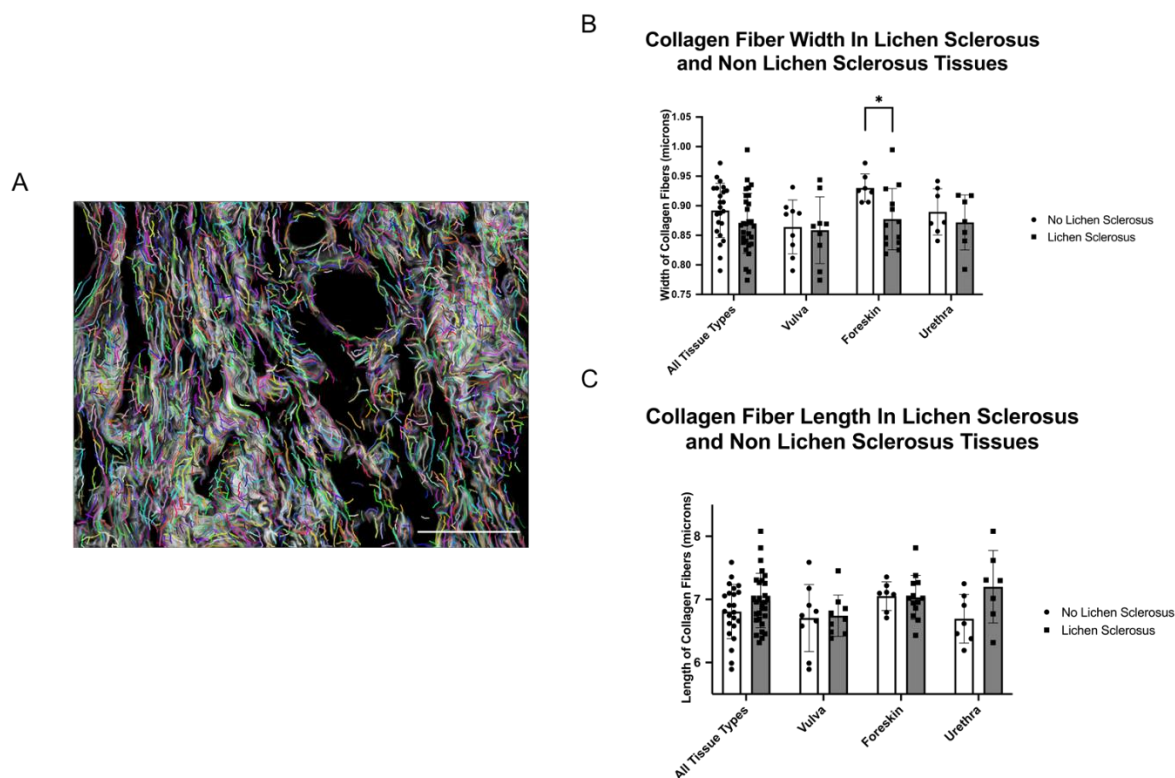 A
B
Collagen Fiber Width In Lichen Sclerosus
and Non Lichen Sclerosus Tissues
Width of Collagen Fibers (microns)
1.05
1.00
0.95
0.90
0.85
0.80
0.75
*
All Tissue Types
Vulva
Foreskin
Urethra
No Lichen Sclerosus
Lichen Sclerosus
C
Collagen Fiber Length In Lichen Sclerosus
and Non Lichen Sclerosus Tissues
Length of Collagen Fibers (microns)
8
7
6
All Tissue Types
Vulva
Foreskin
Urethra
No Lichen Sclerosus
Lichen Sclerosus